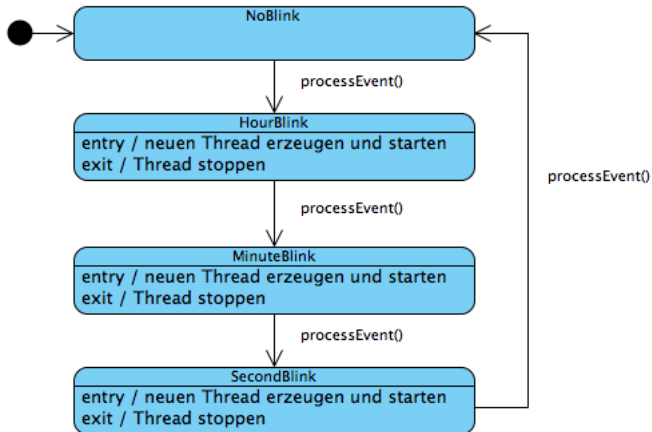 NoBlink
processEvent()
HourBlink
entry / neuen Thread erzeugen und starten
exit / Thread stoppen
processEvent()
processEvent()
MinuteBlink
entry / neuen Thread erzeugen und starten
exit / Thread stoppen
processEvent()
SecondBlink
entry / neuen Thread erzeugen und starten
exit / Thread stoppen